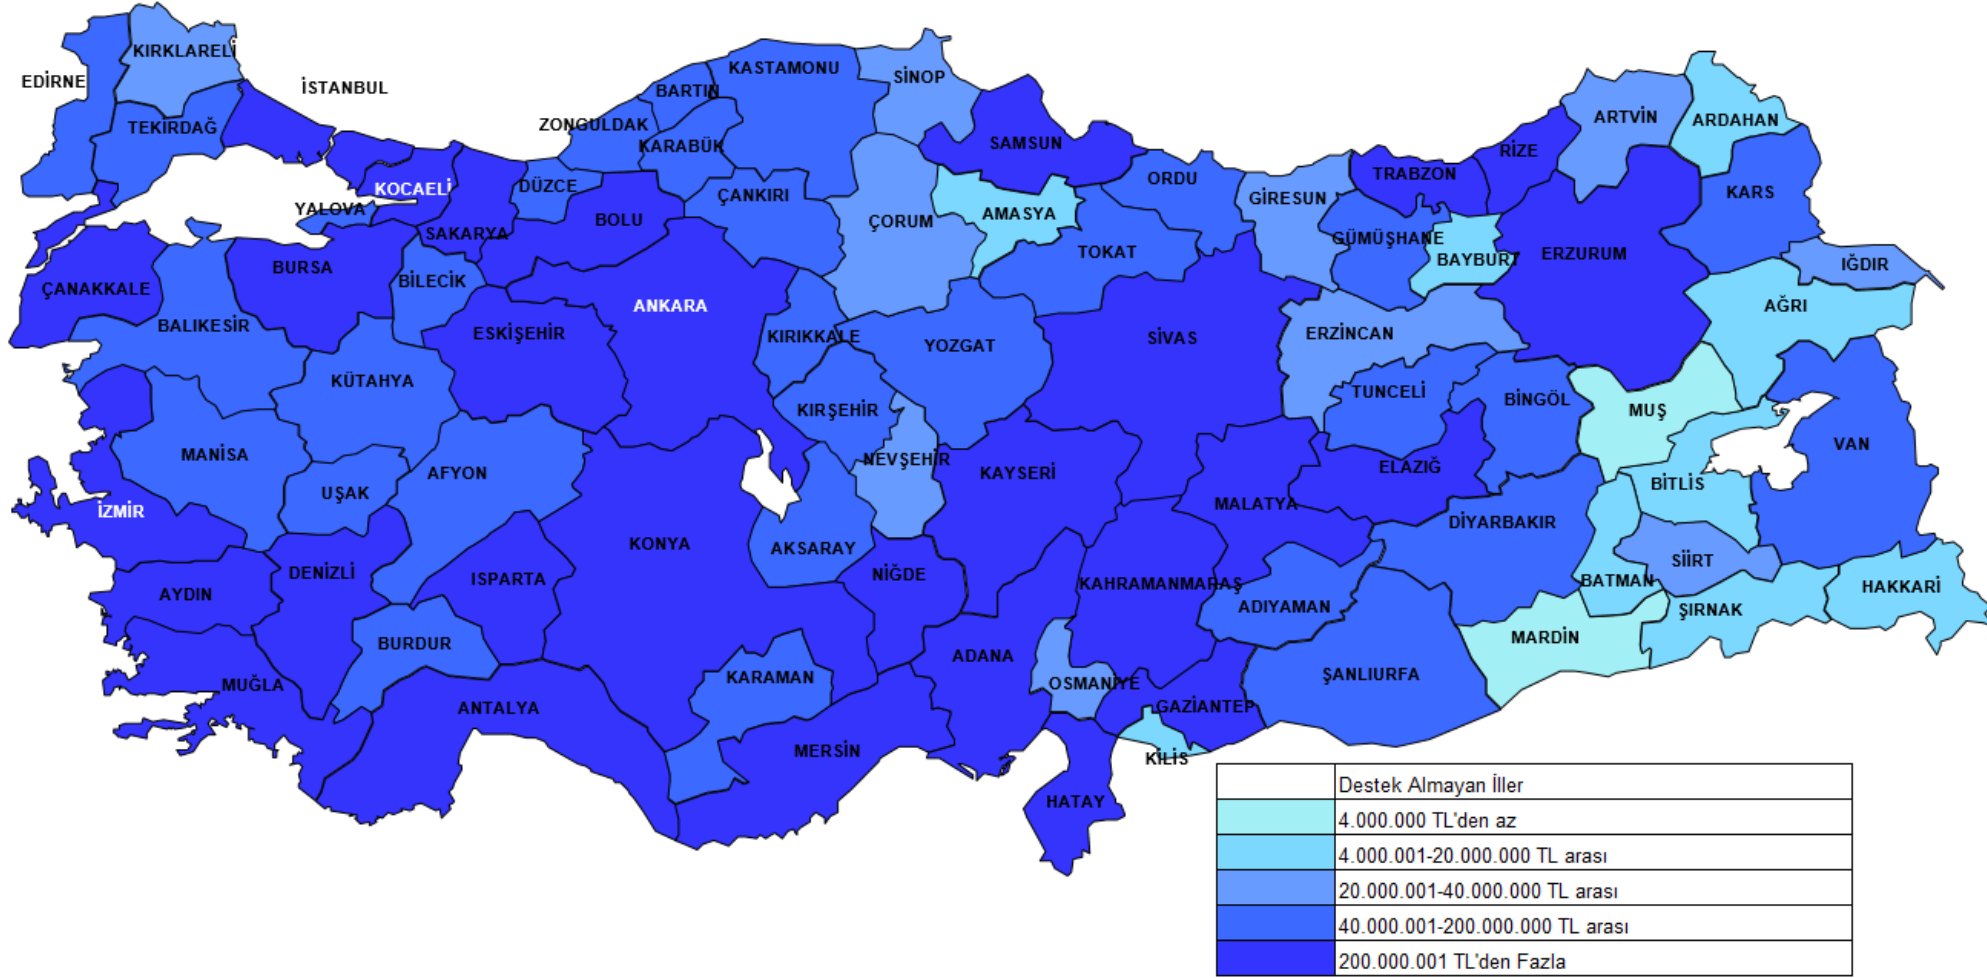 KIRKLARELİ
EDİRNE
İSTANBUL
TEKİRDAĞ
KASTAMONU
SİNOP
BARTIN
ZONGULDAK
KARABÜK
SAMSUN
ARTVİN
ARDAHAN
RİZE
TRABZON
KOCAELİ
DÜZCE
YALOVA
BOLU
ÇANKIRI
SAKARYA
ÇORUM
AMASYA
ORDU
GİRESUN
KARS
TOKAT
GÜMÜŞHANE
BAYBURT
ERZURUM
IĞDIR
BURSA
BİLECİK
ÇANAKKALE
ANKARA
AĞRI
BALIKESİR
ESKİŞEHİR
KIRIKKALE
YOZGAT
SİVAS
ERZİNCAN
KÜTAHYA
KIRŞEHİR
TUNCELİ
BİNGÖL
MUŞ
VAN
MANİSA
UŞAK
AFYON
NEVŞEHİR
KAYSERİ
ELAZIĞ
BİTLİS
İZMİR
KONYA
AKSARAY
MALATYA
DİYARBAKIR
AYDIN
DENİZLİ
ISPARTA
NİĞDE
KAHRAMANMARAŞ
ADIYAMAN
BATMAN
SİİRT
HAKKARİ
ŞIRNAK
MARDİN
BURDUR
ADANA
MUĞLA
KARAMAN
OSMANİYE
ŞANLIURFA
ANTALYA
GAZİANTEP
MERSİN
KİLİS
HATAY
Destek Almayan İller
4.000.000 TL'den az
4.000.001-20.000.000 TL arası
20.000.001-40.000.000 TL arası
40.000.001-200.000.000 TL arası
200.000.001 TL'den Fazla